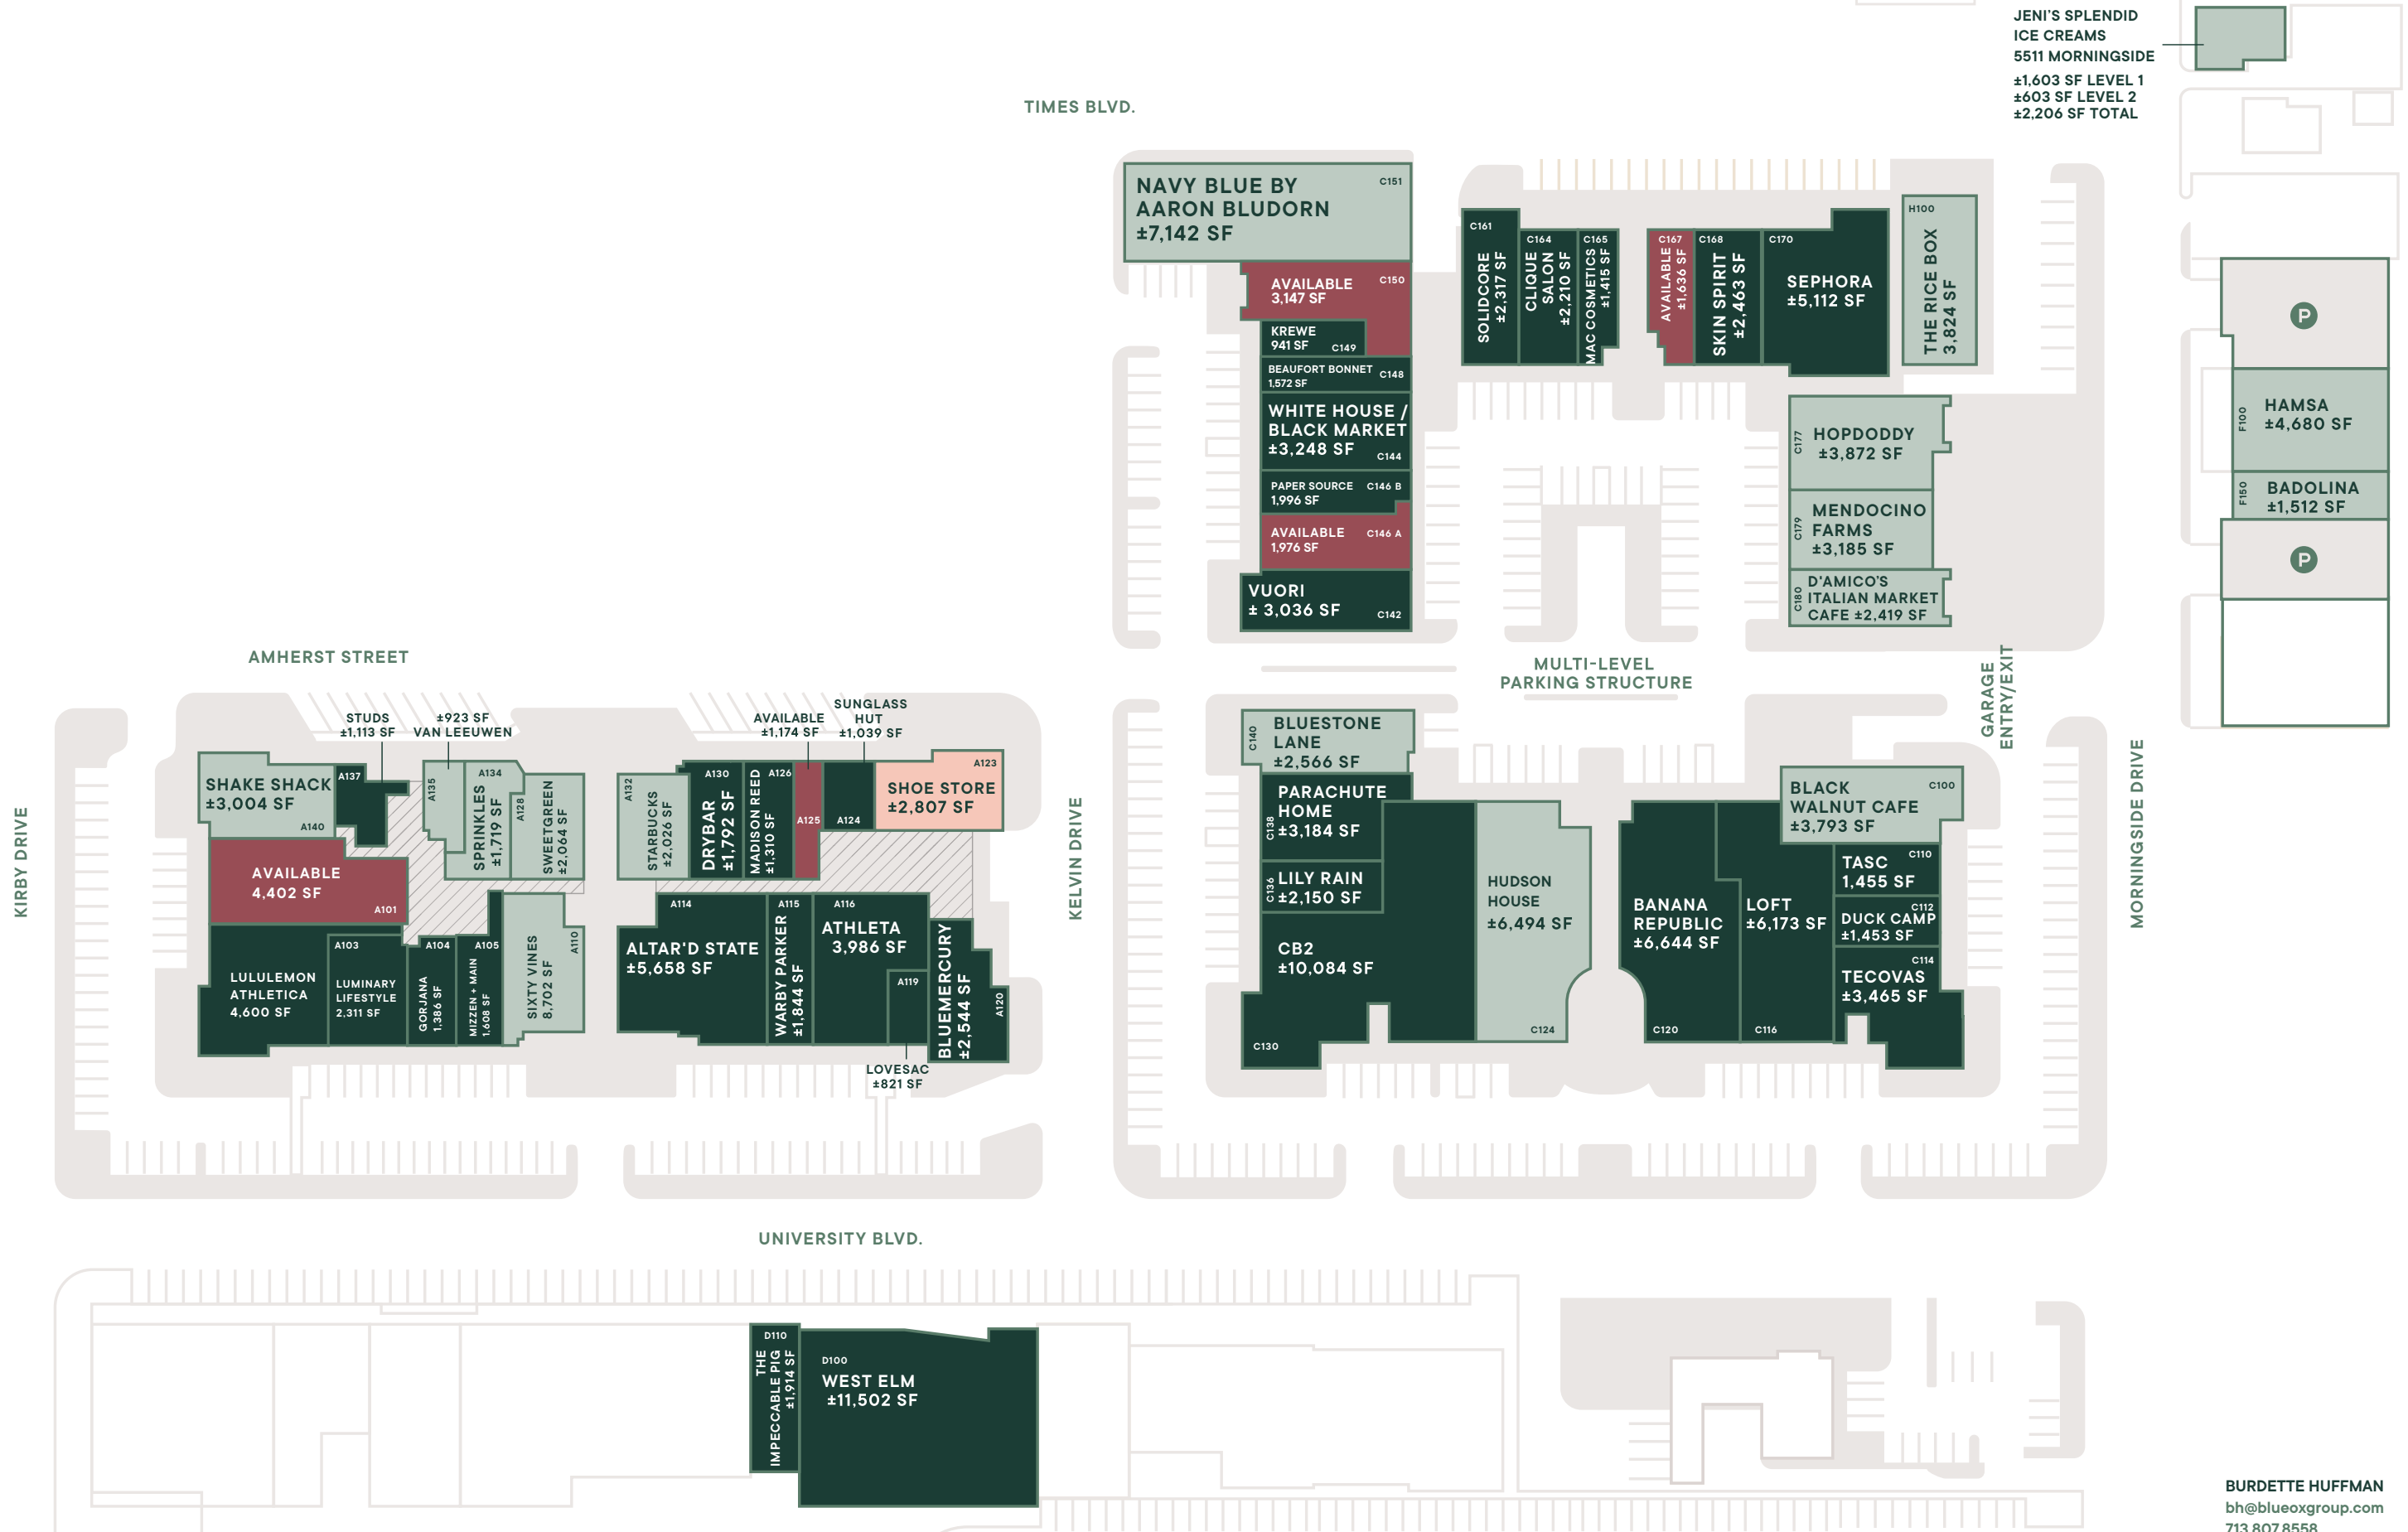 JENI'S SPLENDID
ICE CREAMS
5511 MORNINGSIDE
±1,603 SF LEVEL 1
±603 SF LEVEL 2
±2,206 SF TOTAL
TIMES BLVD.
NAVY BLUE BY
AARON BLUDORN
±7,142 SF
C151
AVAILABLE
3,147 SF
C150
KREWE
941 SF
C149
BEAUFORT BONNET
1,572 SF
C148
WHITE HOUSE /
BLACK MARKET
±3,248 SF
C144
PAPER SOURCE
1,996 SF
C146 B
AVAILABLE
1,976 SF
C146 A
VUORI
± 3,036 SF
C142
C161
SOLIDCORE
±2,317 SF
C164
CLIQUE
SALON
±2,210 SF
C165
MAC COSMETICS
±1,415 SF
C167
AVAILABLE
±1,636 SF
C168
SKIN SPIRIT
±2,463 SF
C170
SEPHORA
±5,112 SF
H100
THE RICE BOX
3,824 SF
C177
HOPDODDY
±3,872 SF
C179
MENDOCINO
FARMS
±3,185 SF
C180
D'AMICO'S
ITALIAN MARKET
CAFE ±2,419 SF
P
F100
HAMSA
±4,680 SF
F150
BADOLINA
±1,512 SF
P
AMHERST STREET
MULTI-LEVEL
PARKING STRUCTURE
GARAGE
ENTRY/EXIT
KIRBY DRIVE
KELVIN DRIVE
MORNINGSIDE DRIVE
STUDS
±1,113 SF
±923 SF
VAN LEEUWEN
AVAILABLE
±1,174 SF
SUNGLASS
HUT
±1,039 SF
SHAKE SHACK
±3,004 SF
A140
A137
A135
A134
SPRINKLES
±1,719 SF
A128
SWEETGREEN
±2,064 SF
A132
STARBUCKS
±2,026 SF
A130
DRYBAR
±1,792 SF
A126
MADISON REED
±1,310 SF
A125
A124
A123
SHOE STORE
±2,807 SF
AVAILABLE
4,402 SF
A101
LULULEMON
ATHLETICA
4,600 SF
A103
LUMINARY
LIFESTYLE
2,311 SF
A104
GORJANA
1,386 SF
A105
MIZZEN + MAIN
1,608 SF
A110
SIXTY VINES
8,702 SF
A114
ALTAR'D STATE
±5,658 SF
A115
WARBY PARKER
±1,844 SF
A116
ATHLETA
3,986 SF
A119
LOVESAC
±821 SF
BLUEMERCURY
±2,544 SF
A120
C140
BLUESTONE
LANE
±2,566 SF
C138
PARACHUTE
HOME
±3,184 SF
C136
LILY RAIN
±2,150 SF
CB2
±10,084 SF
C130
HUDSON
HOUSE
±6,494 SF
C124
BANANA
REPUBLIC
±6,644 SF
C120
LOFT
±6,173 SF
C116
BLACK
WALNUT CAFE
±3,793 SF
C100
TASC
1,455 SF
C110
C112
DUCK CAMP
±1,453 SF
C114
TECOVAS
±3,465 SF
UNIVERSITY BLVD.
D110
THE
IMPECCABLE PIG
±1,914 SF
D100
WEST ELM
±11,502 SF
BURDETTE HUFFMAN
bh@blueoxgroup.com
713.807.8558